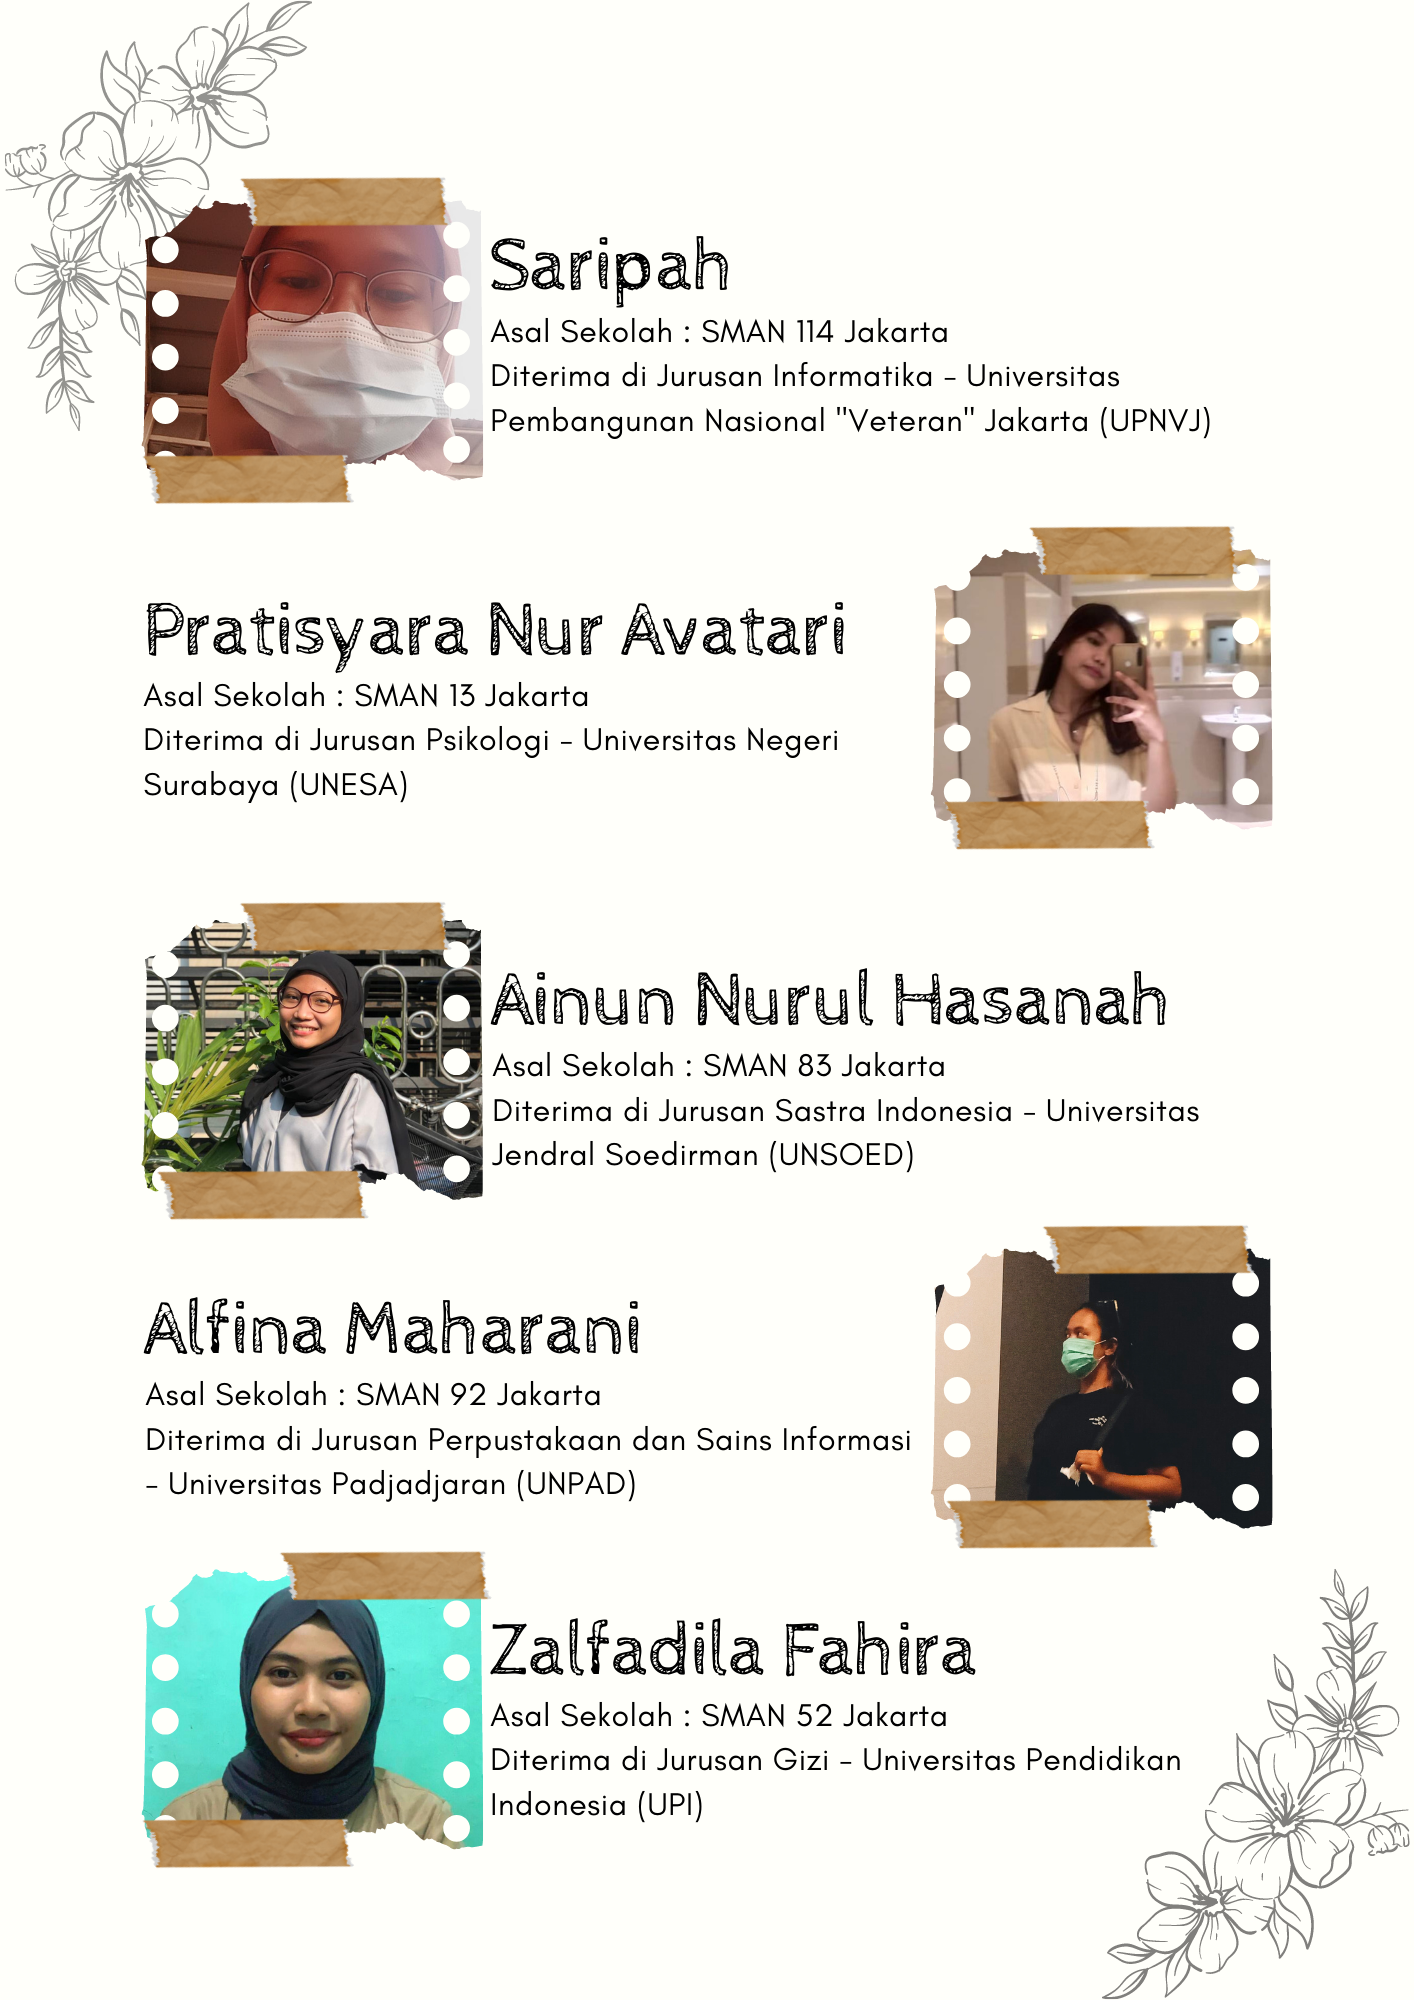 Saripah
Asal Sekolah : SMAN 114 Jakarta
Diterima di Jurusan Informatika - Universitas
Pembangunan Nasional "Veteran" Jakarta (UPNVJ)
Pratisyara Nur Avatari
Asal Sekolah : SMAN 13 Jakarta
Diterima di Jurusan Psikologi - Universitas Negeri
Surabaya (UNESA)
Ainun Nurul Hasanah
Asal Sekolah : SMAN 83 Jakarta
Diterima di Jurusan Sastra Indonesia - Universitas
Jendral Soedirman (UNSOED)
Alfina Maharani
Asal Sekolah : SMAN 92 Jakarta
Diterima di Jurusan Perpustakaan dan Sains Informasi
- Universitas Padjadjaran (UNPAD)
Zalfadila Fahira
Asal Sekolah : SMAN 52 Jakarta
Diterima di Jurusan Gizi - Universitas Pendidikan
Indonesia (UPI)